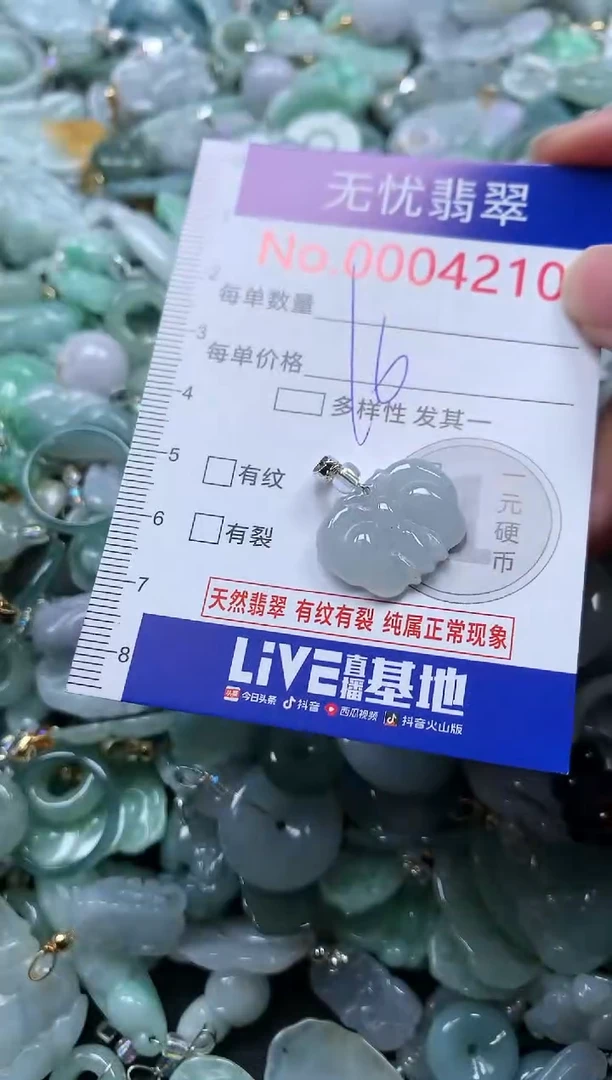 无忧翡翠
No.0004210
每单数量
每单价格
16
多样性 发其一
有纹
有裂
一元硬币
2
3
4
5
6
7
8
天然翡翠 有纹有裂 纯属正常现象
LiVE直播基地
今日头条 抖音 西瓜视频 抖音火山版